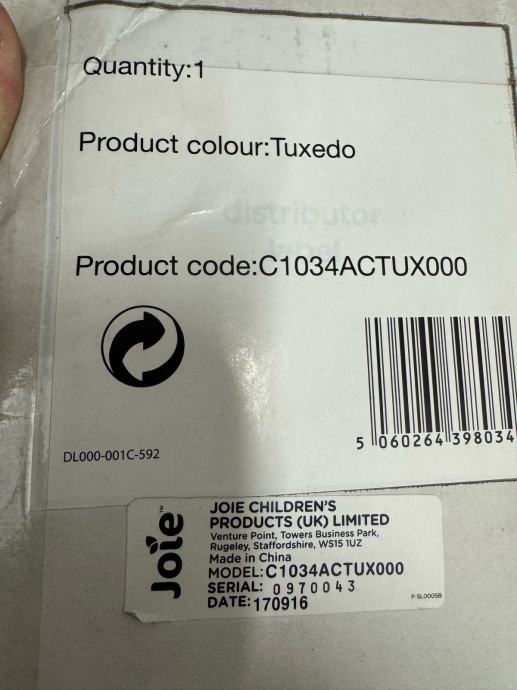 Quantity:1
Product colour:Tuxedo
distributor
label
Product code:C1034ACTUX000
5 060264 398034
DL000-001C-592
Joie™
JOIE CHILDREN'S
PRODUCTS (UK) LIMITED
Venture Point, Towers Business Park,
Rugeley, Staffordshire, WS15 1UZ
Made in China
MODEL:C1034ACTUX000
SERIAL: 0970043
DATE:170916
P-SL0005B